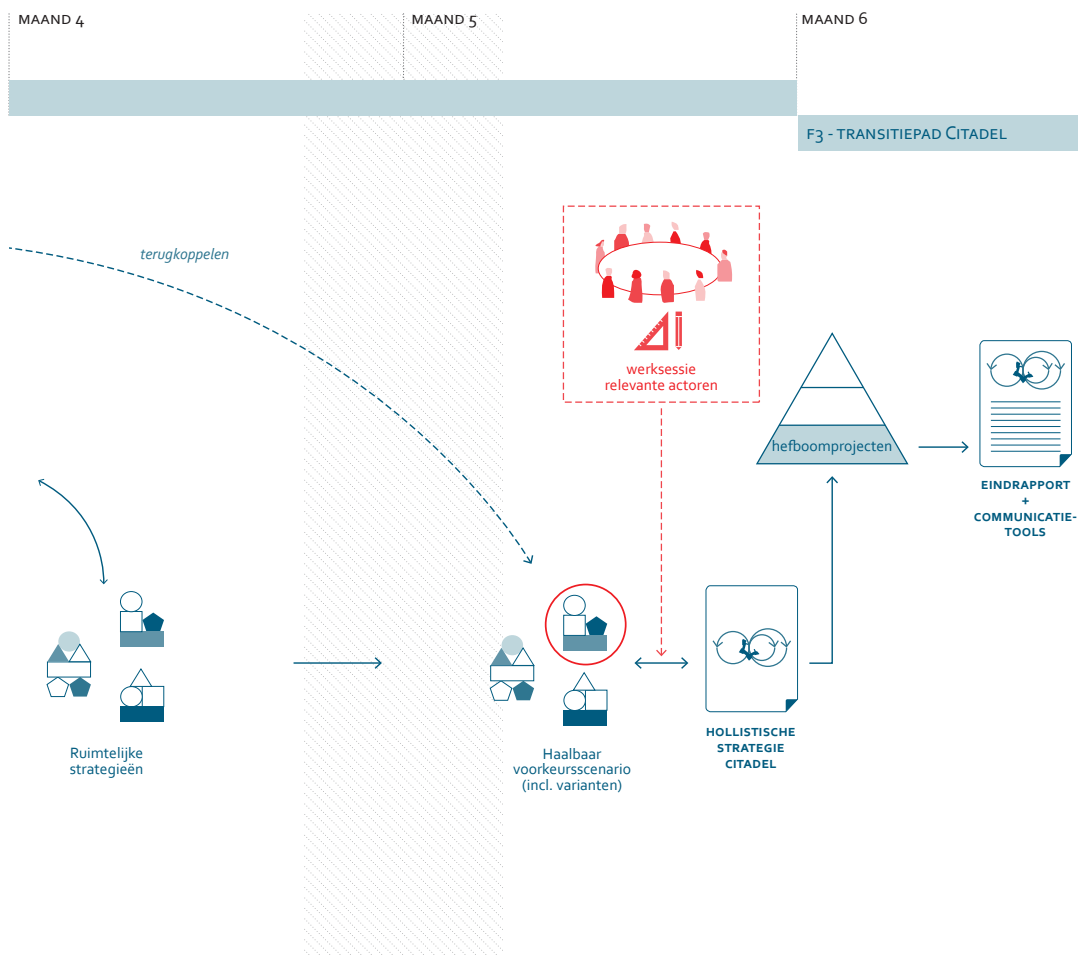 MAAND 4
MAAND 5
MAAND 6
F3 - TRANSITIEPAD CITADEL
terugkoppelen
werksessie
relevante actoren
hefboomprojecten
EINDRAPPORT
+
COMMUNICATIE-
TOOLS
Ruimtelijke
strategieën
Haalbaar
voorkeursscenario
(incl. varianten)
HOLLISTISCHE
STRATEGIE
CITADEL